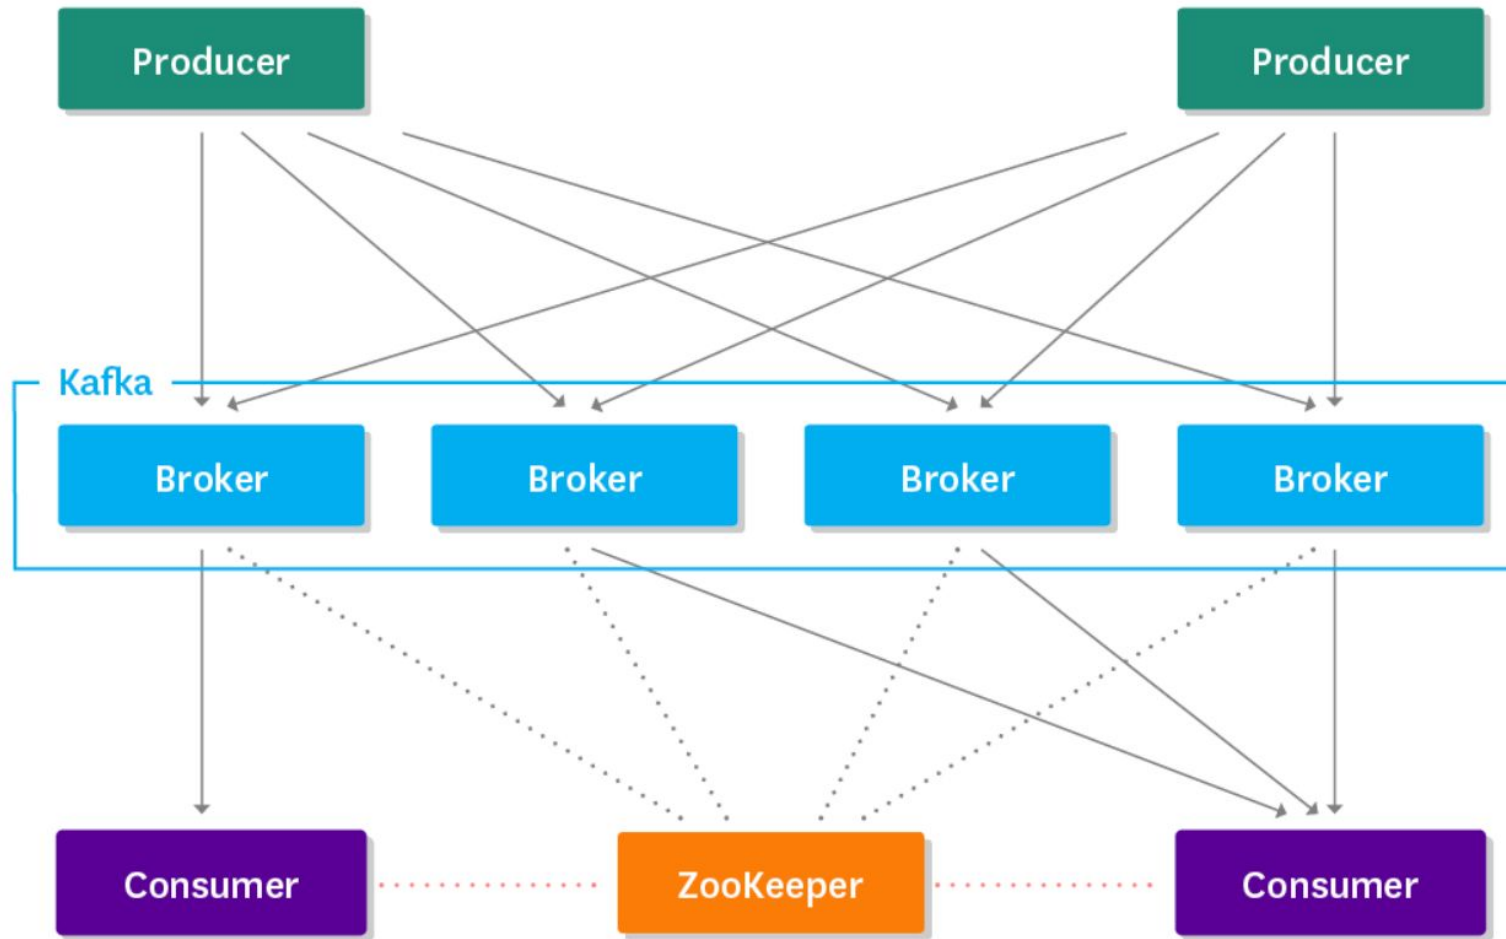 Producer
Producer
Kafka
Broker
Broker
Broker
Broker
Consumer
ZooKeeper
Consumer